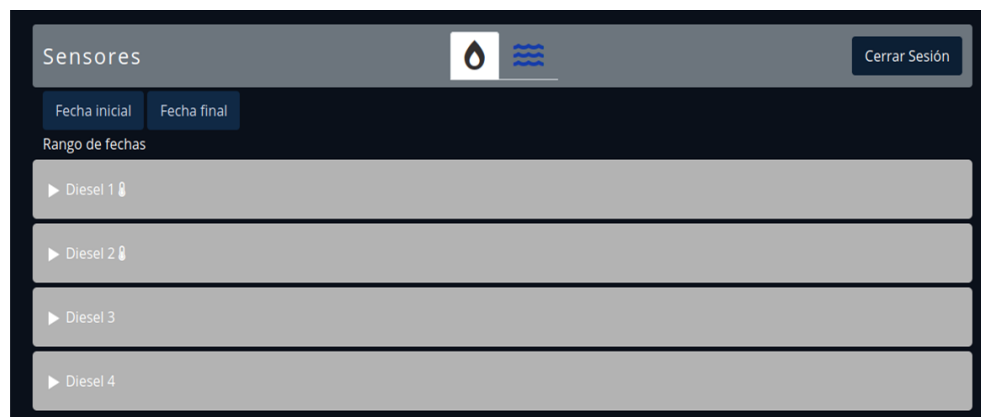 Sensores
Cerrar Sesión
Fecha inicial
Fecha final
Rango de fechas
Diesel 1
Diesel 2
Diesel 3
Diesel 4